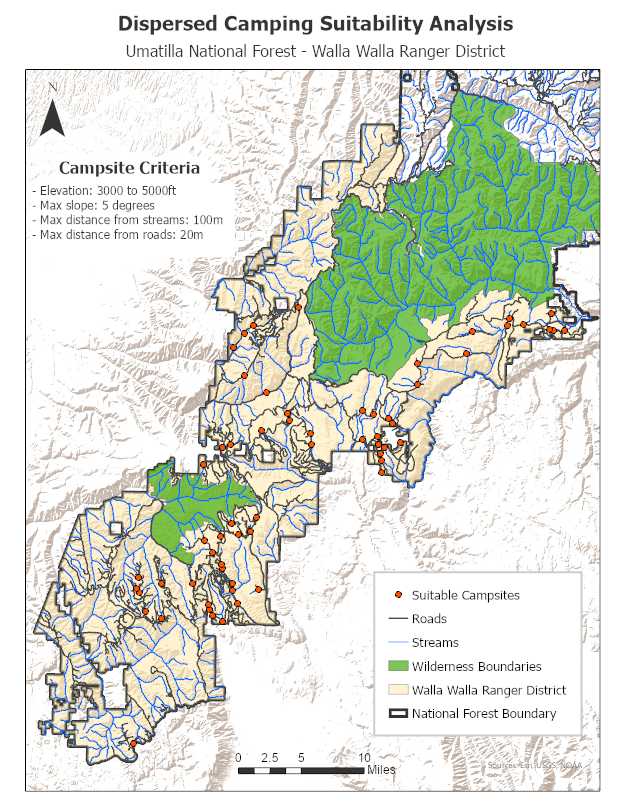 Dispersed Camping Suitability Analysis
Umatilla National Forest - Walla Walla Ranger District
N
Campsite Criteria
- Elevation: 3000 to 5000ft
- Max slope: 5 degrees
- Max distance from streams: 100m
- Max distance from roads: 20m
Suitable Campsites
Roads
Streams
Wilderness Boundaries
Walla Walla Ranger District
National Forest Boundary
0 2.5 5 10
Miles
Sources: Esri, USGS, NOAA